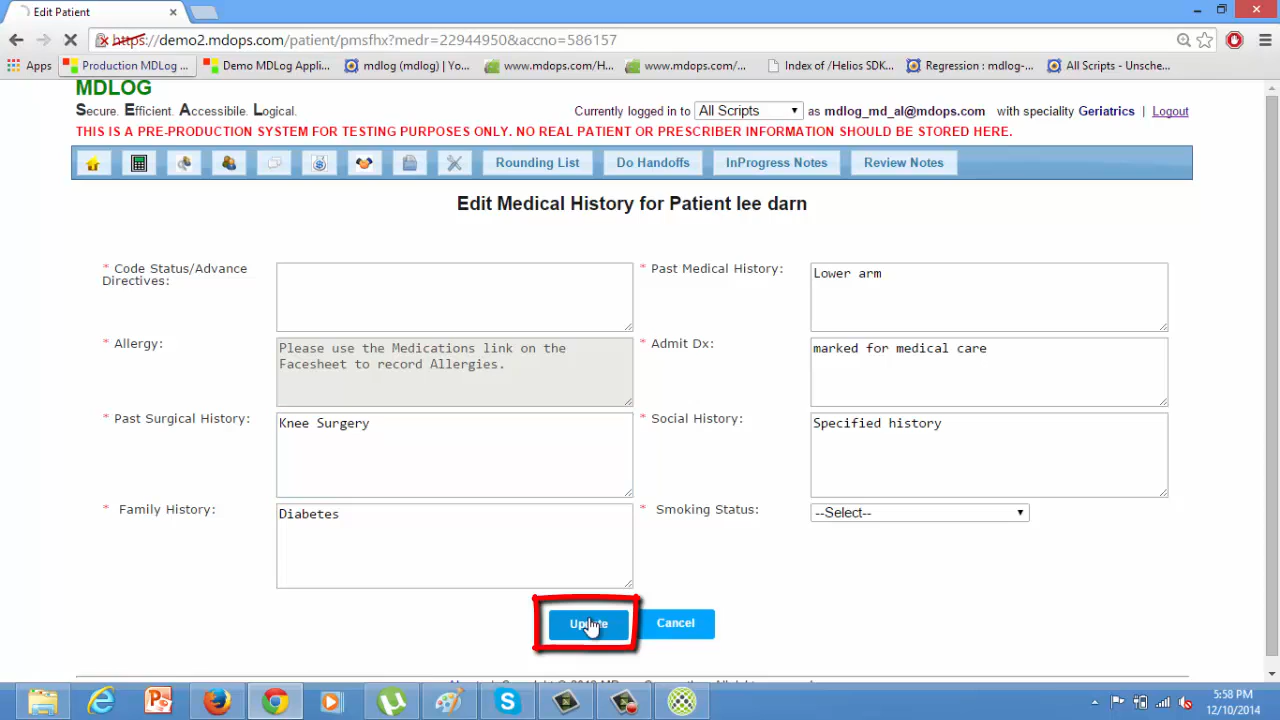 Edit Patient
https://demo2.mdops.com/patient/pmsfhx?medr=22944950&accno=586157
Apps Production MDLog ... Demo MDLog Appli... mdlog (mdlog) | Yo... www.mdops.com/H... www.mdops.com/... Index of /Helios SDK... Regression : mdlog-... All Scripts - Unsche...
MDLOG
Secure. Efficient. Accessibile. Logical.
Currently logged in to All Scripts as mdlog_md_al@mdops.com with speciality Geriatrics | Logout
THIS IS A PRE-PRODUCTION SYSTEM FOR TESTING PURPOSES ONLY. NO REAL PATIENT OR PRESCRIBER INFORMATION SHOULD BE STORED HERE.
Rounding List Do Handoffs InProgress Notes Review Notes
Edit Medical History for Patient lee darn
* Code Status/Advance
Directives:
* Past Medical History:
Lower arm
* Allergy:
Please use the Medications link on the
Facesheet to record Allergies.
* Admit Dx:
marked for medical care
* Past Surgical History:
Knee Surgery
* Social History:
Specified history
* Family History:
Diabetes
* Smoking Status:
--Select--
Update Cancel
5:58 PM
12/10/2014